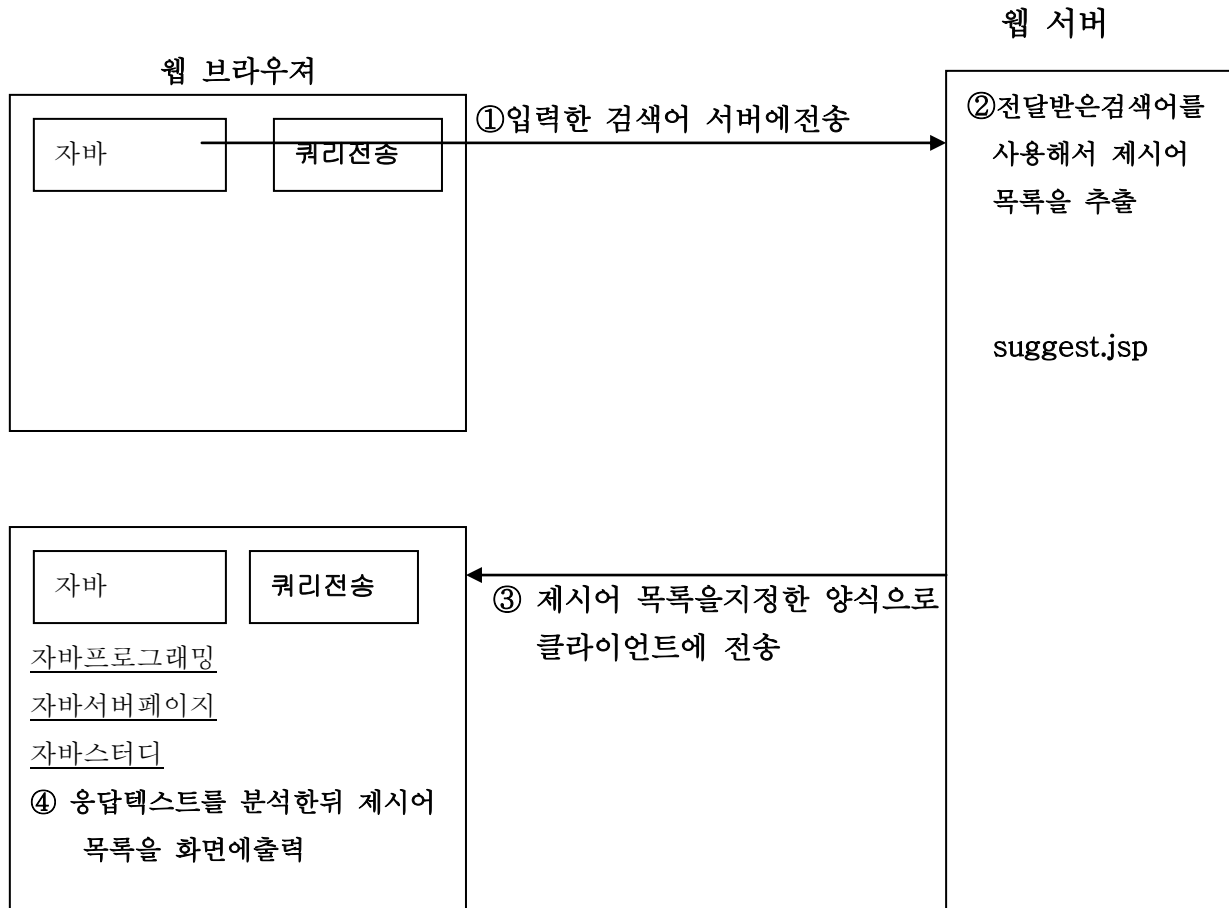 웹 서버
웹 브라우져
①입력한 검색어 서버에전송
자바
쿼리전송
②전달받은검색어를
사용해서 제시어
목록을 추출
suggest.jsp
자바
쿼리전송
③ 제시어 목록을지정한 양식으로
클라이언트에 전송
자바프로그래밍
자바서버페이지
자바스터디
④ 응답텍스트를 분석한뒤 제시어
목록을 화면에출력